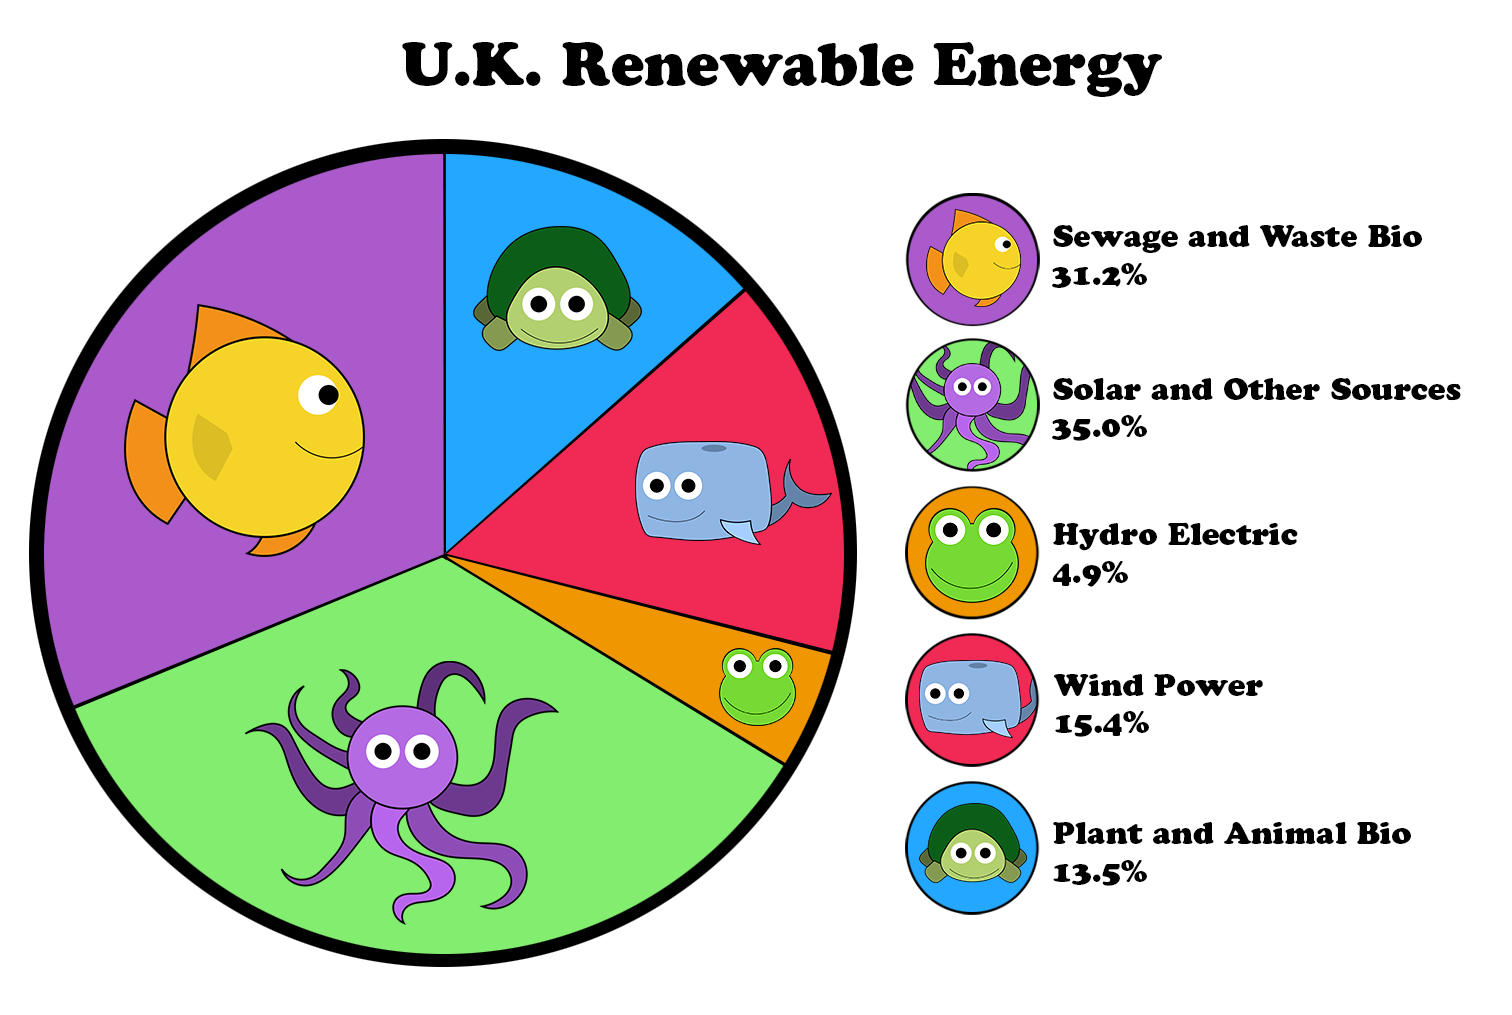 U.K. Renewable Energy
Sewage and Waste Bio
31.2%
Solar and Other Sources
35.0%
Hydro Electric
4.9%
Wind Power
15.4%
Plant and Animal Bio
13.5%